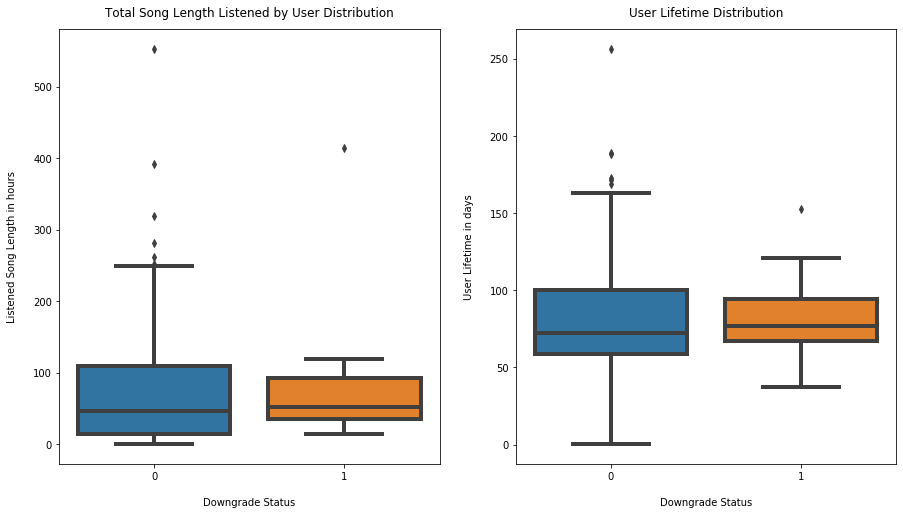 Total Song Length Listened by User Distribution
Listened Song Length in hours
500
400
300
200
100
0
0 1
Downgrade Status
User Lifetime Distribution
User Lifetime in days
250
200
150
100
50
0
0 1
Downgrade Status